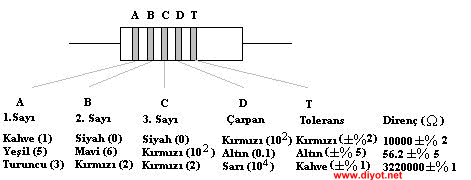 A B C D T
A B C D T
1.Sayı 2. Sayı 3. Sayı Çarpan Tolerans Direnç (Ω)
Kahve (1) Siyah (0) Siyah (0) Kırmızı (10²) Kırmızı (±%2) 10000 ±% 2
Yeşil (5) Mavi (6) Kırmızı (10²) Altın (0.1) Altın (±% 5) 56.2 ±% 5
Turuncu (3) Kırmızı (2) Kırmızı (2) Sarı (10⁴) Kahve (±% 1) 3220000 ±% 1
www.diyot.net